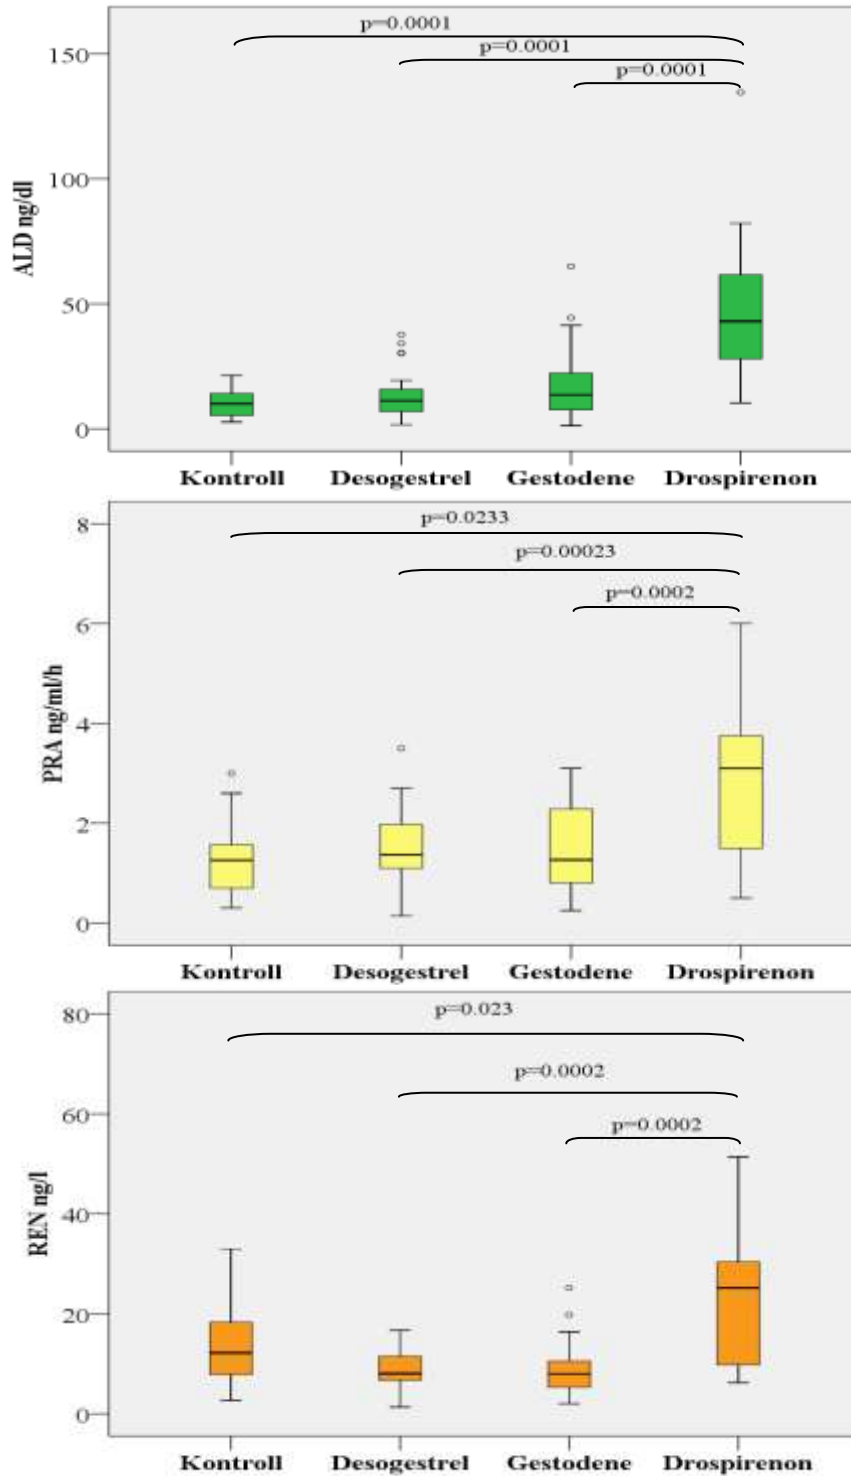 p=0.0001
150
p=0.0001
p=0.0001
100
ALD ng/dl
50
0
Kontroll Desogestrel Gestodene Drospirenon
8
p=0.0233
p=0.00023
p=0.0002
6
PRA ng/ml/h
4
2
0
Kontroll Desogestrel Gestodene Drospirenon
80
p=0.023
p=0.0002
60
p=0.0002
40
REN ng/l
20
0
Kontroll Desogestrel Gestodene Drospirenon